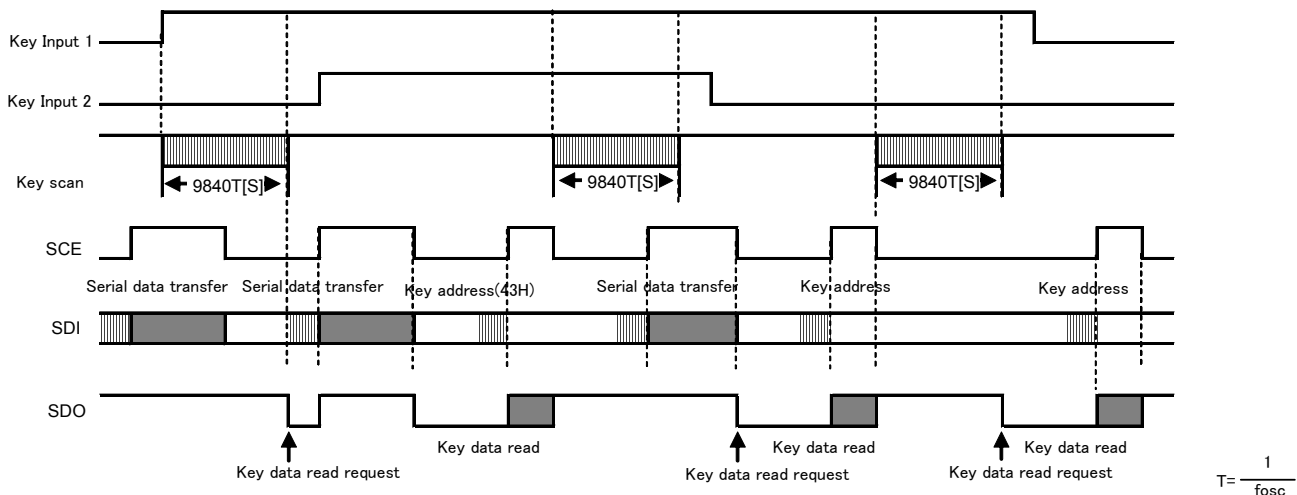 Key Input 1
Key Input 2
Key scan
9840T[S]
9840T[S]
9840T[S]
SCE
Serial data transfer
Serial data transfer
Key address(43H)
Serial data transfer
Key address
Key address
SDI
SDO
Key data read
Key data read
Key data read
Key data read request
Key data read request
Key data read request
T= 1
fosc